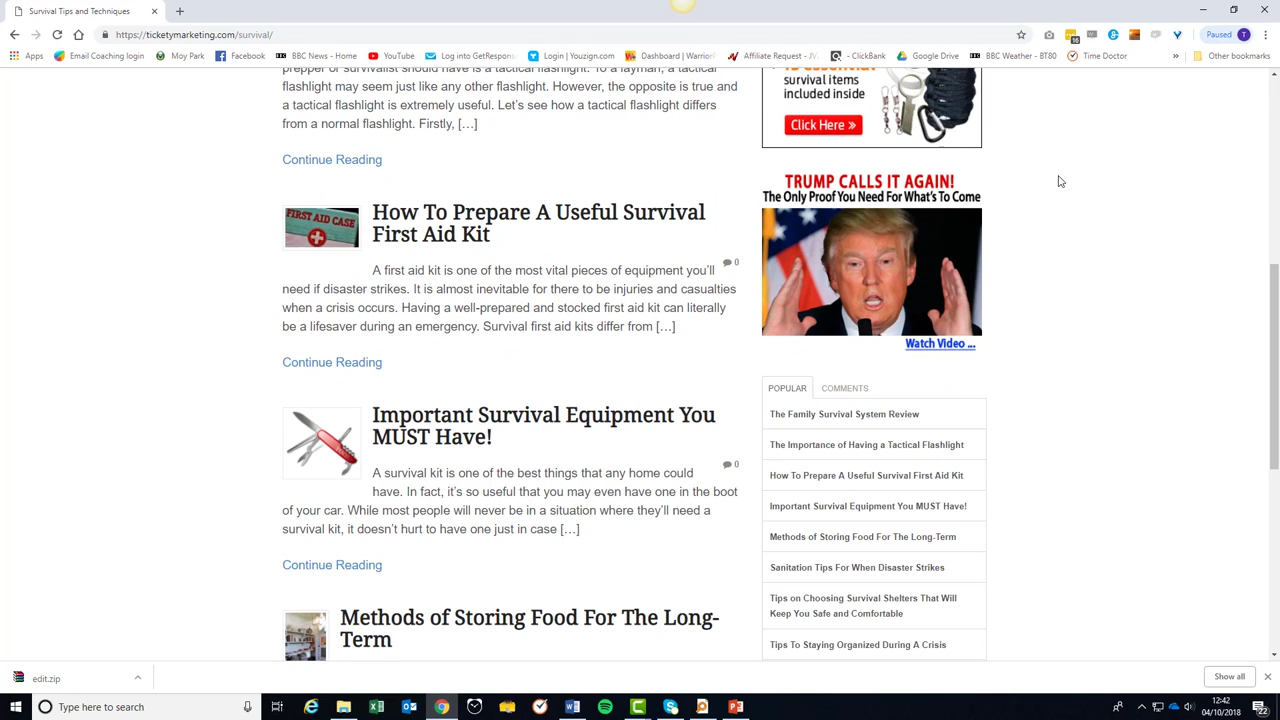 Survival Tips and Techniques
https://ticketymarketing.com/survival/
Paused
T
Apps
Email Coaching login
Moy Park
Facebook
BBC News - Home
YouTube
Log into GetRespons
Login | Youzign.com
Dashboard | Warrior
Affiliate Request - JV
- ClickBank
Google Drive
BBC Weather - BT80
Time Doctor
»
Other bookmarks
prepper or survivalist should have is a tactical flashlight. To a layman, a tactical
flashlight may seem just like any other flashlight. However, the opposite is true and
a tactical flashlight is extremely useful. Let's see how a tactical flashlight differs
from a normal flashlight. Firstly, […]
Continue Reading
FIRST AID CASE
How To Prepare A Useful Survival
First Aid Kit
0
A first aid kit is one of the most vital pieces of equipment you'll
need if disaster strikes. It is almost inevitable for there to be injuries and casualties
when a crisis occurs. Having a well-prepared and stocked first aid kit can literally
be a lifesaver during an emergency. Survival first aid kits differ from […]
Continue Reading
Important Survival Equipment You
MUST Have!
0
A survival kit is one of the best things that any home could
have. In fact, it's so useful that you may even have one in the boot
of your car. While most people will never be in a situation where they'll need a
survival kit, it doesn't hurt to have one just in case […]
Continue Reading
Methods of Storing Food For The Long-
Term
survival items
included inside
Click Here »
TRUMP CALLS IT AGAIN!
The Only Proof You Need For What's To Come
Watch Video ...
POPULAR
COMMENTS
The Family Survival System Review
The Importance of Having a Tactical Flashlight
How To Prepare A Useful Survival First Aid Kit
Important Survival Equipment You MUST Have!
Methods of Storing Food For The Long-Term
Sanitation Tips For When Disaster Strikes
Tips on Choosing Survival Shelters That Will
Keep You Safe and Comfortable
Tips To Staying Organized During A Crisis
edit.zip
Show all
Type here to search
12:42
04/10/2018